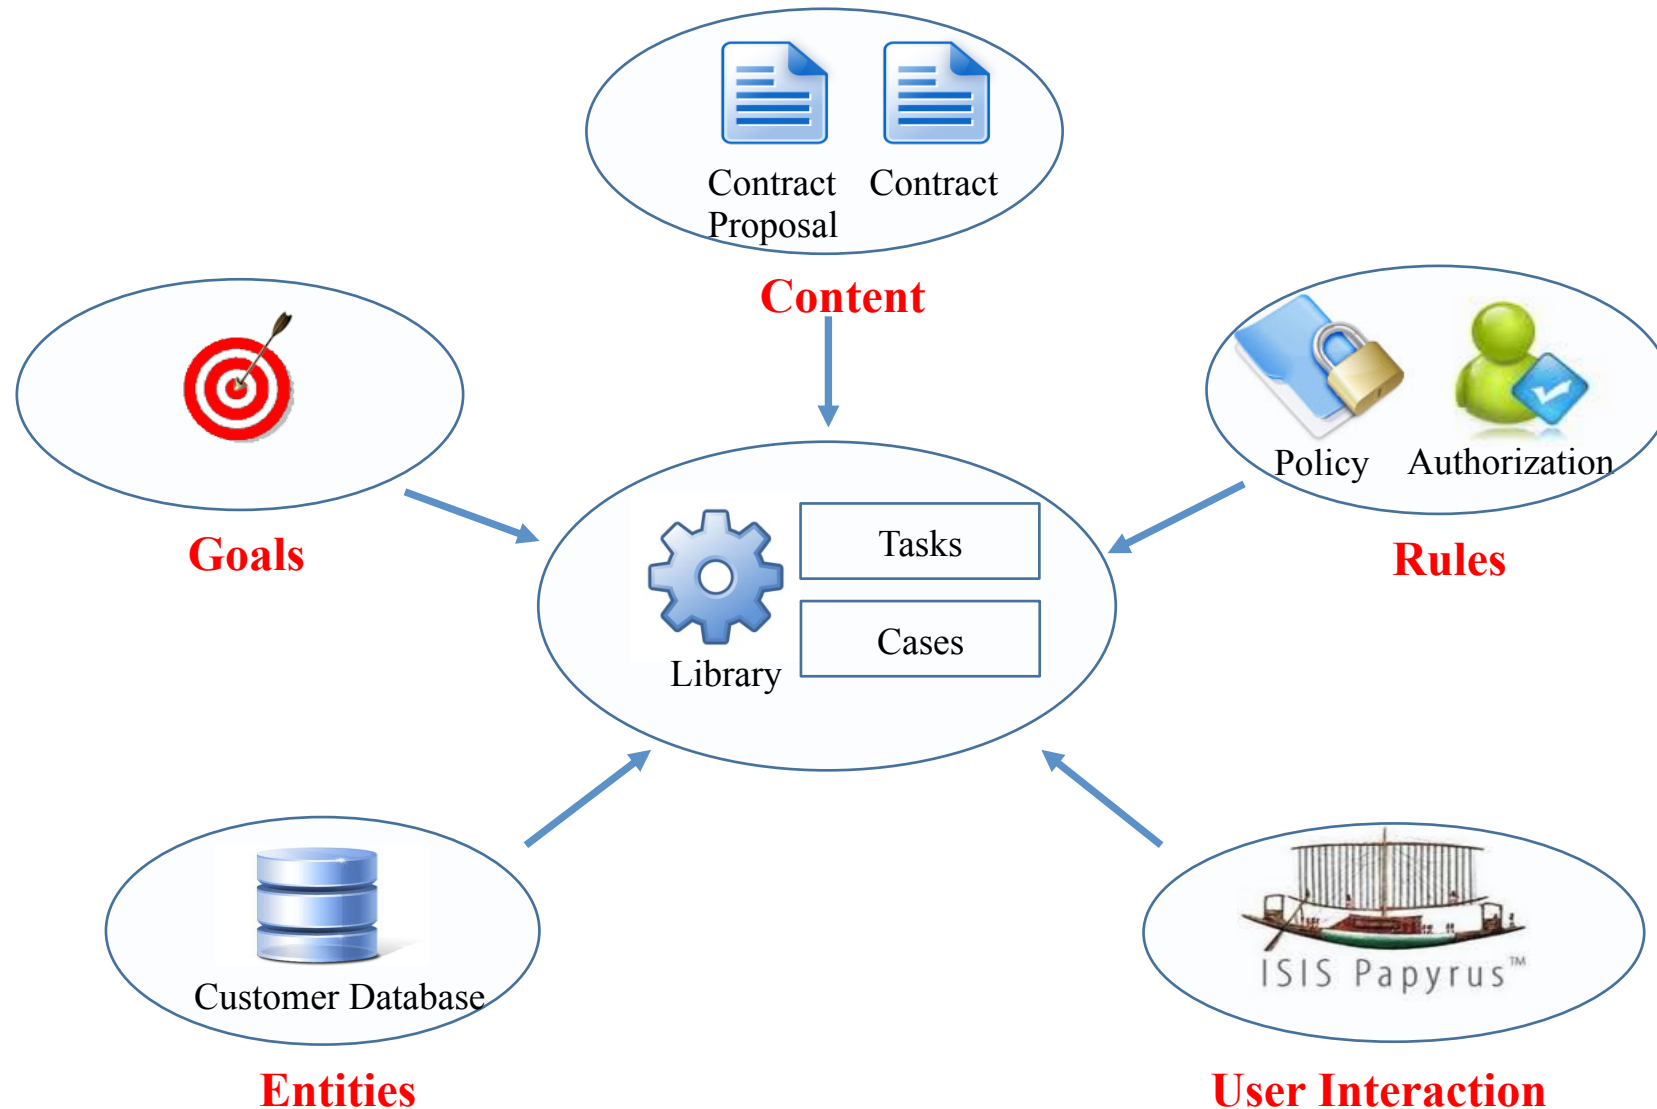 Contract Contract
Proposal
Content
Policy Authorization
Goals
Rules
Tasks
Cases
Library
Customer Database
Entities
ISIS Papyrus™
User Interaction